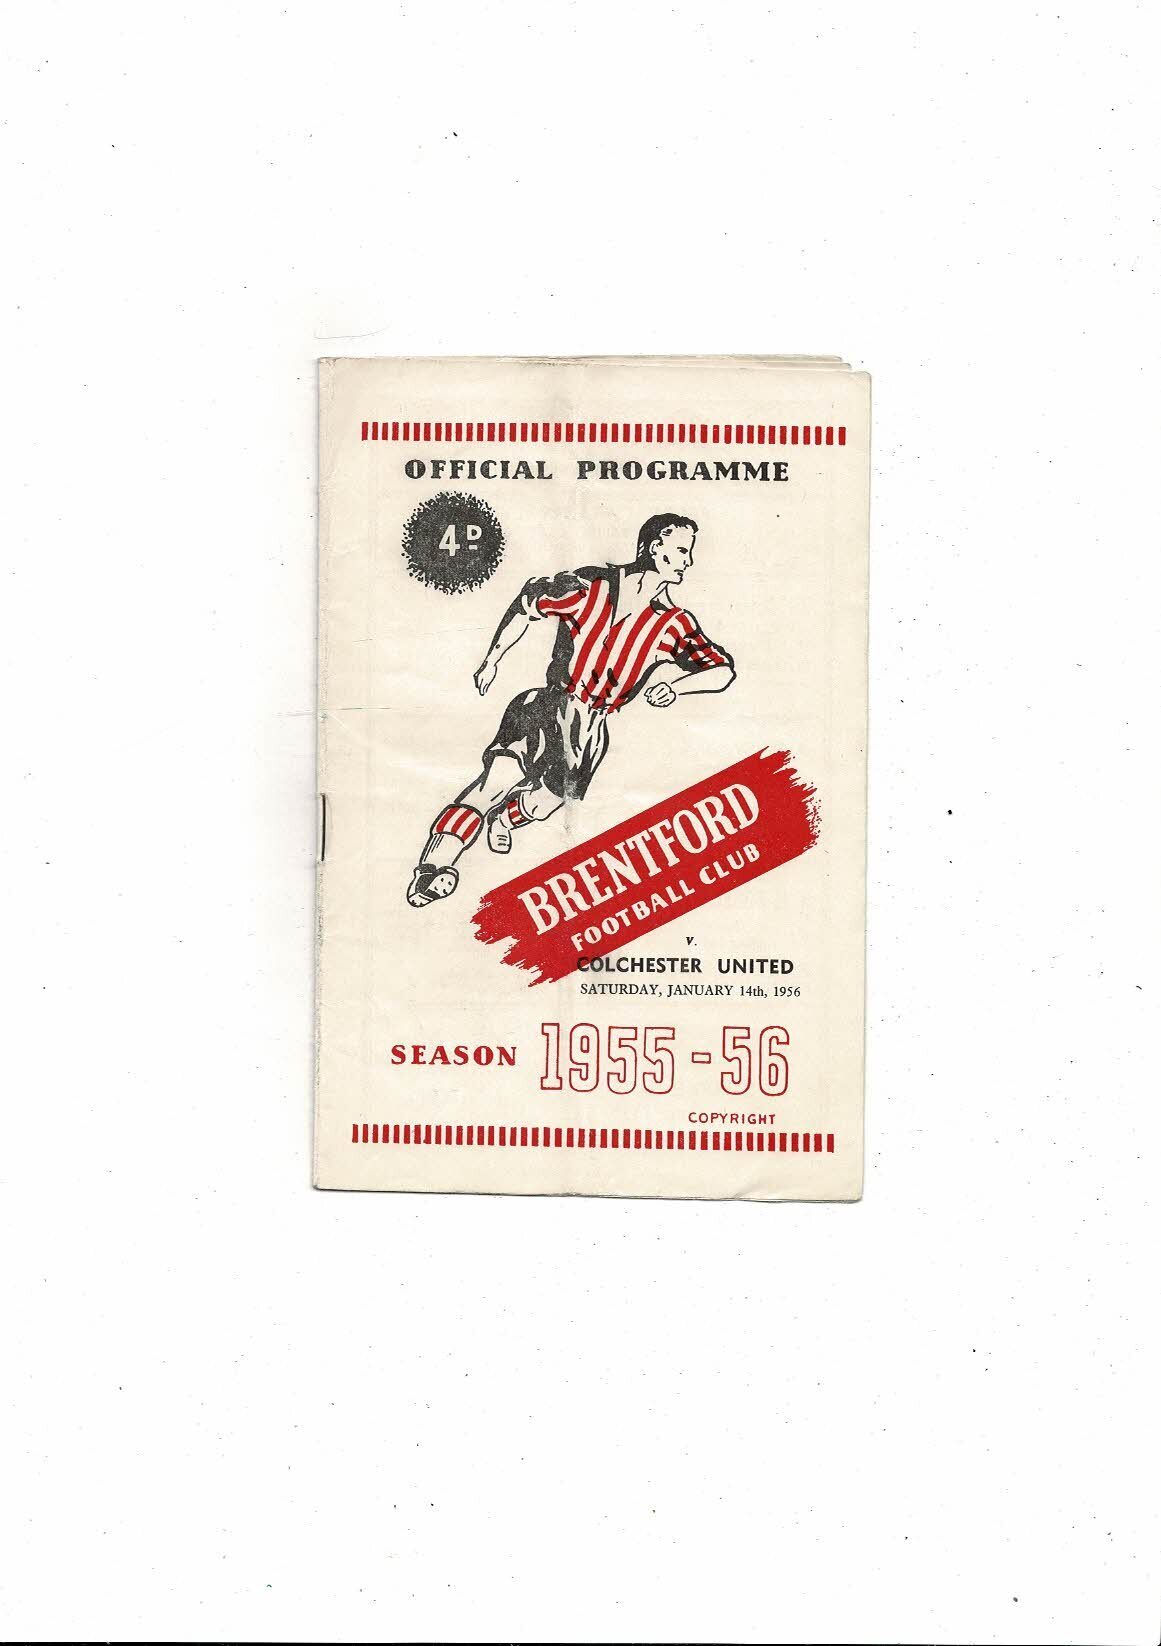 OFFICIAL PROGRAMME
4D
BRENTFORD
FOOTBALL CLUB
v.
COLCHESTER UNITED
SATURDAY, JANUARY 14th, 1956
SEASON 1955-56
COPYRIGHT